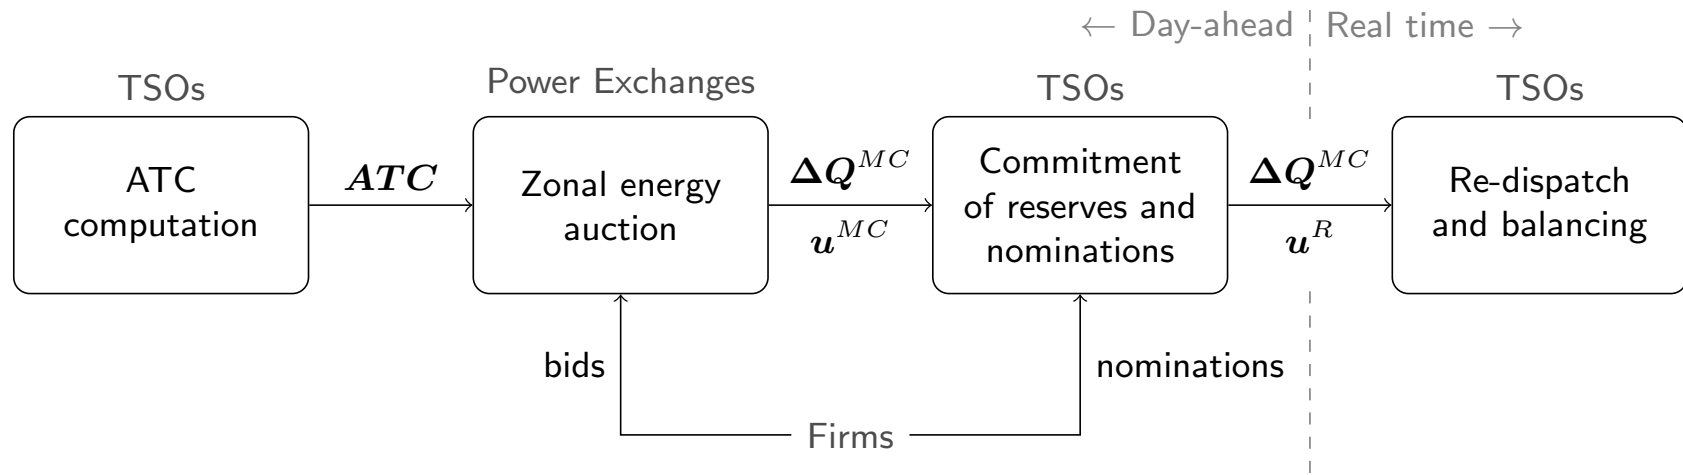 ← Day-ahead
Real time →
TSOs
Power Exchanges
TSOs
TSOs
ATC
computation
ATC
Zonal energy
auction
ΔQ^{MC}
u^{MC}
Commitment
of reserves and
nominations
ΔQ^{MC}
u^{R}
Re-dispatch
and balancing
bids
nominations
Firms